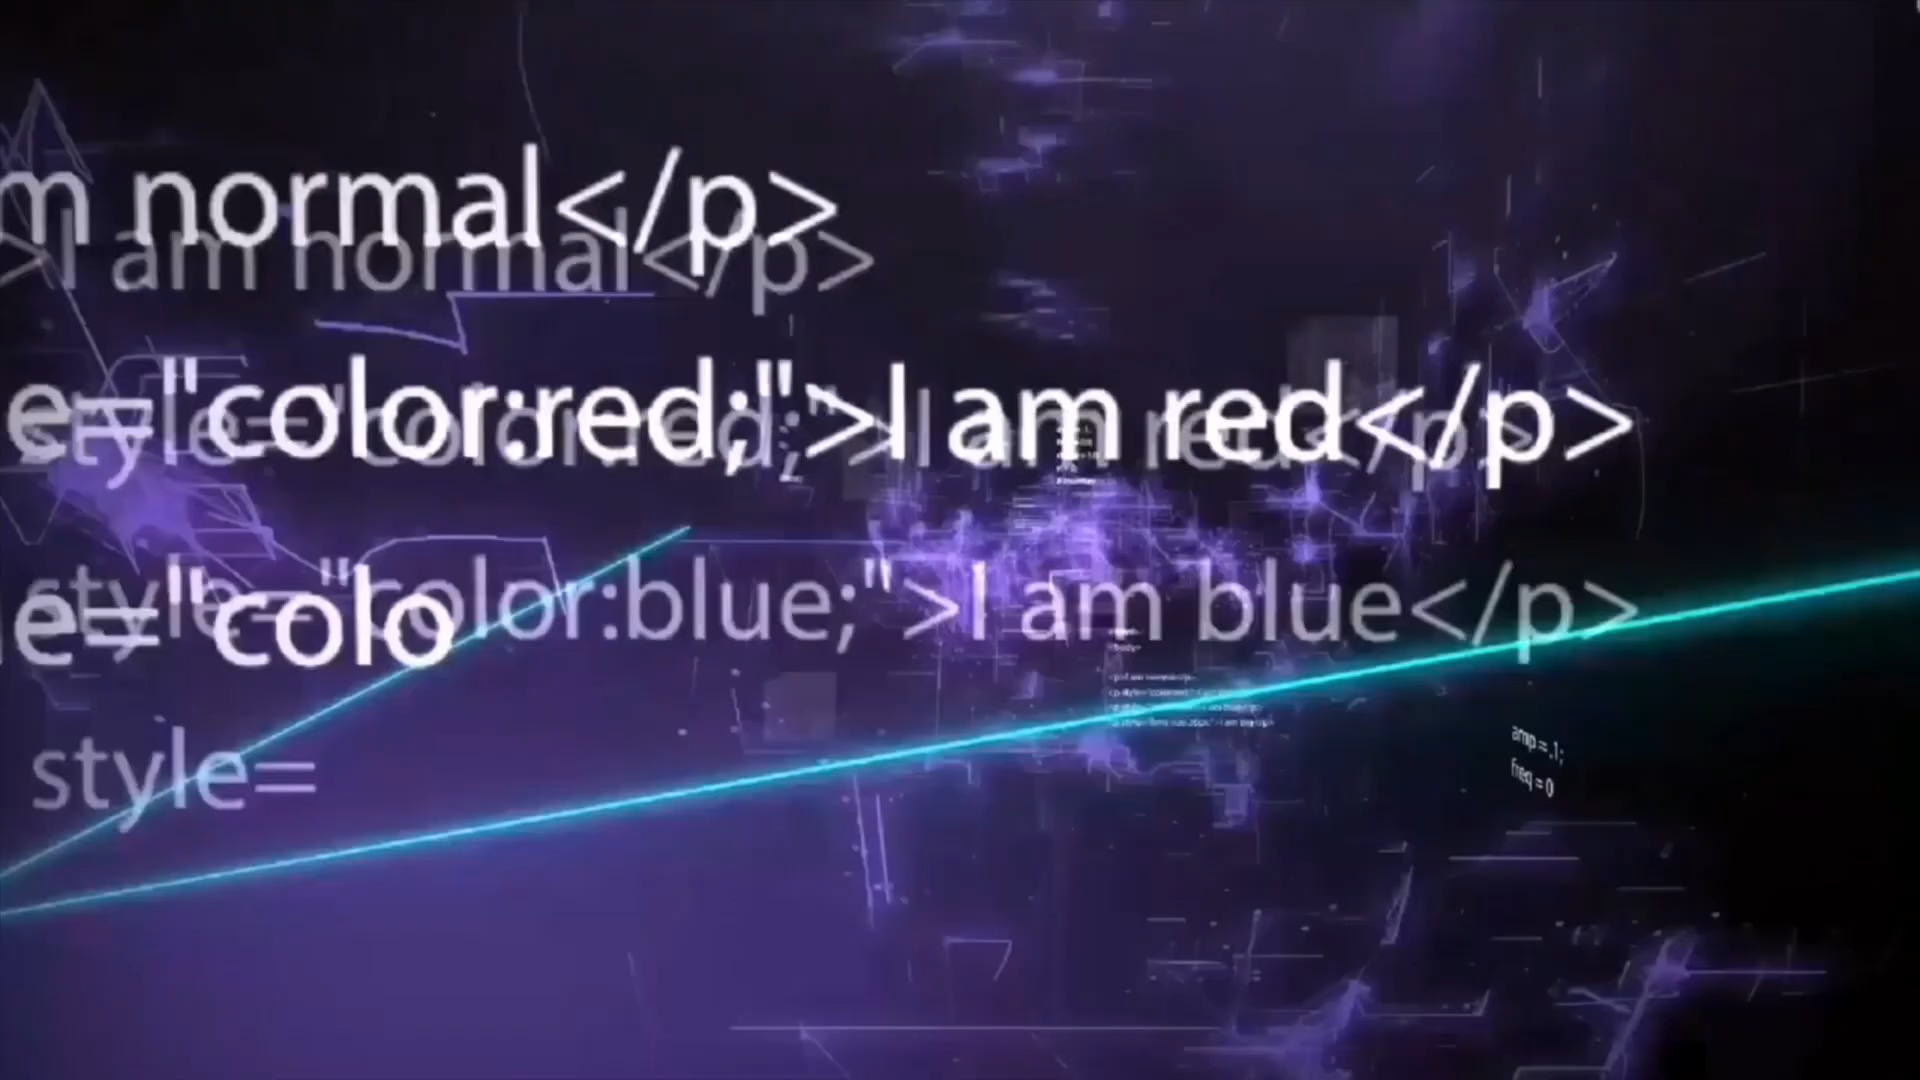 m normal</p>
>I am normal</p>
e="color:red;">I am red</p>
style="color:red;">I am red</p>
style="color:blue;">I am blue</p>
e="colo
style=
<body>
amp = .1;
freq = 0